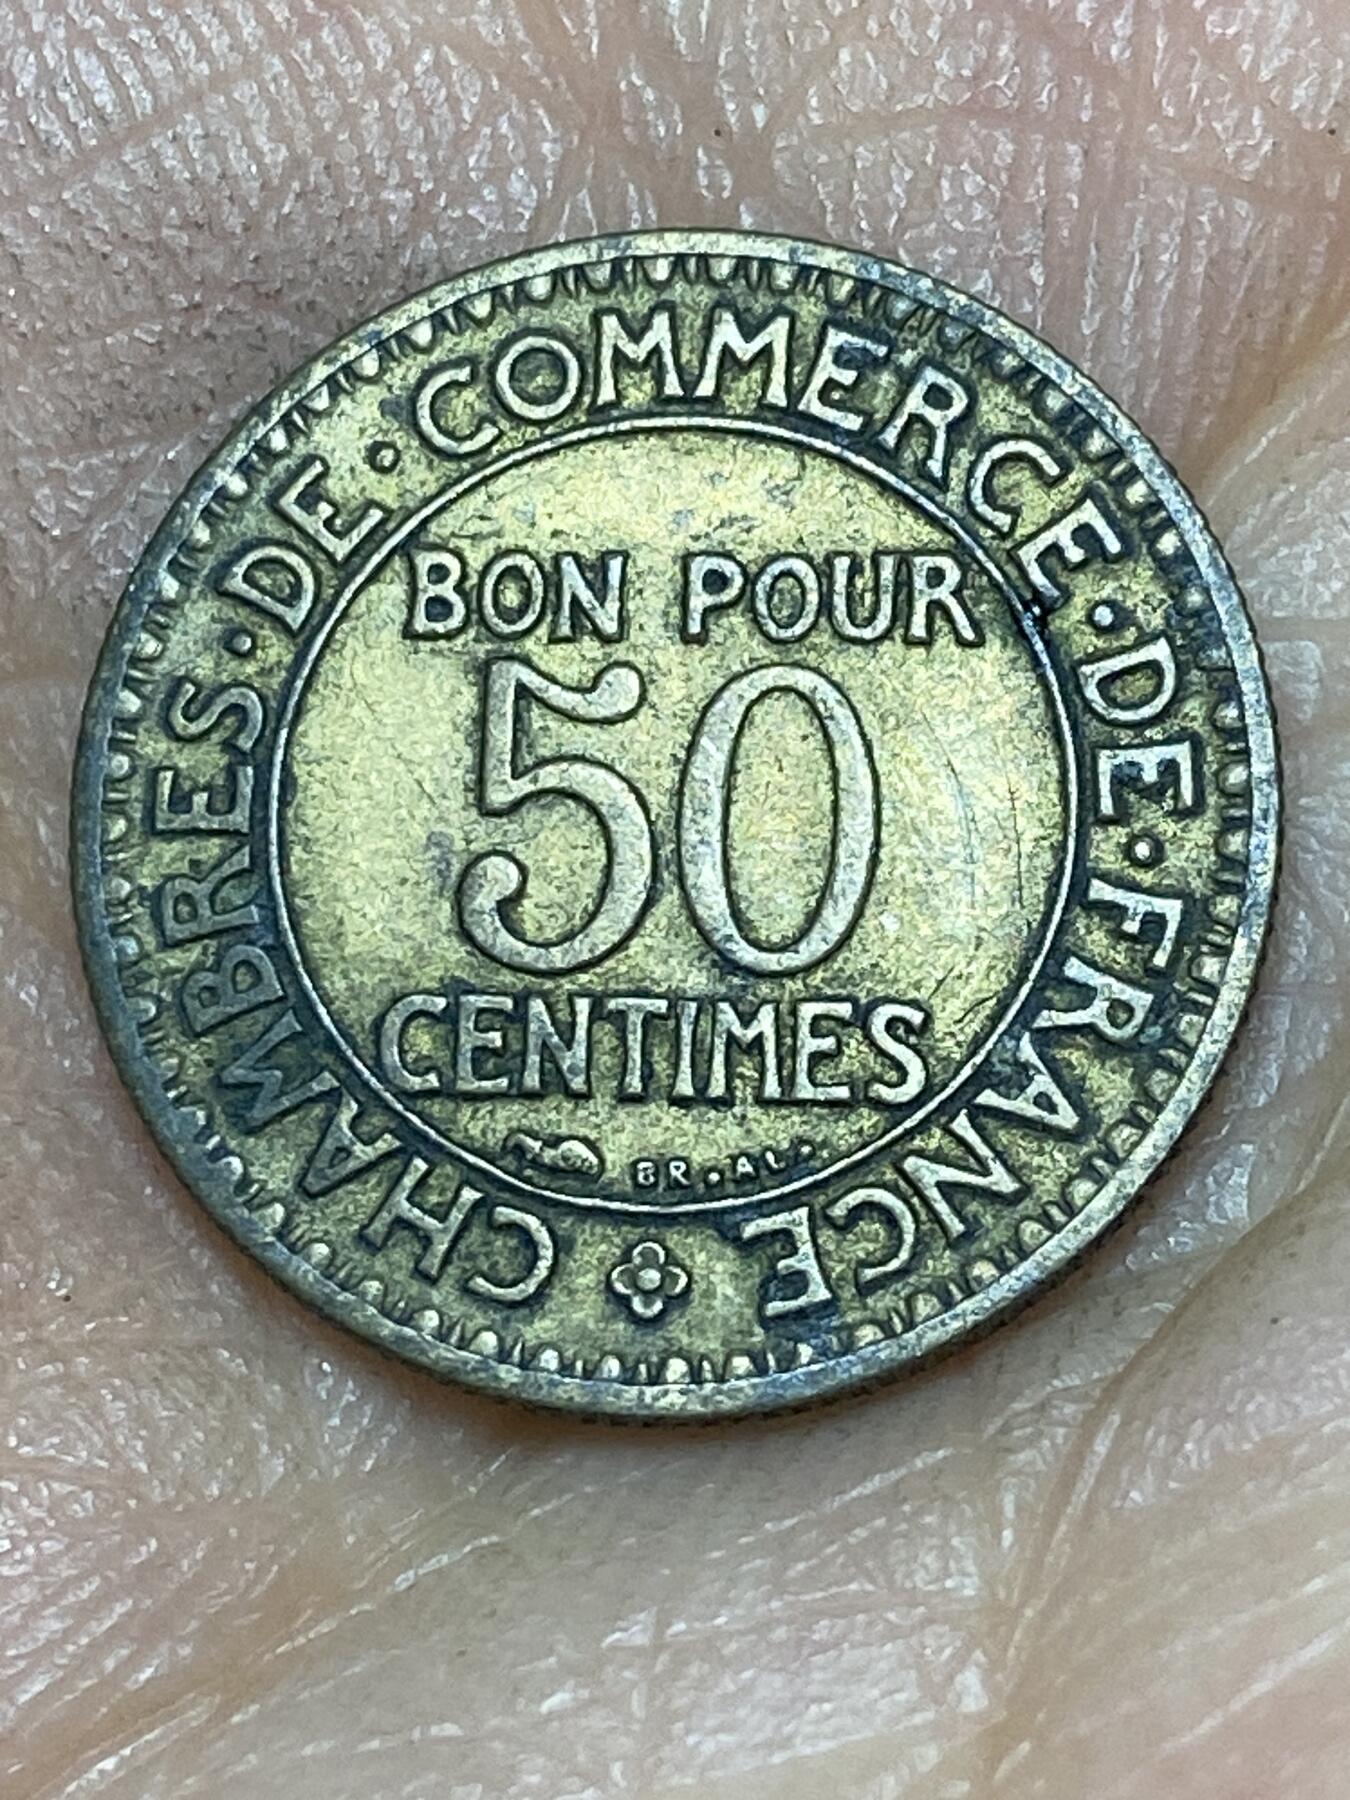 CHAMBRES · DE · COMMERCE · DE · FRANCE
BON POUR
50
CENTIMES
BR . AL .